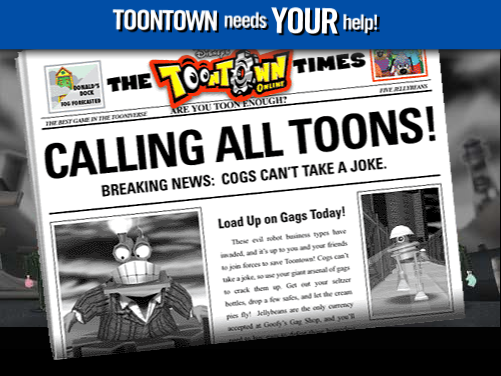 TOONTOWN needs YOUR help!
DONALD'S DOCK
FOG FORECASTED
THE Disney's TOONTOWN ONLINE TIMES
FIVE JELLYBEANS
THE BEST GAME IN THE TOONIVERSE
ARE YOU TOON ENOUGH?
CALLING ALL TOONS!
BREAKING NEWS: COGS CAN'T TAKE A JOKE.
Load Up on Gags Today!
These evil robot business types have
invaded, and it's up to you and your friends
to join forces to save Toontown! Cogs can't
take a joke, so use your giant arsenal of gags
to crack them up. Get out your seltzer
bottles, drop a few safes, and let the cream
pies fly! Jellybeans are the only currency
accepted at Goofy's Gag Shop, and you'll